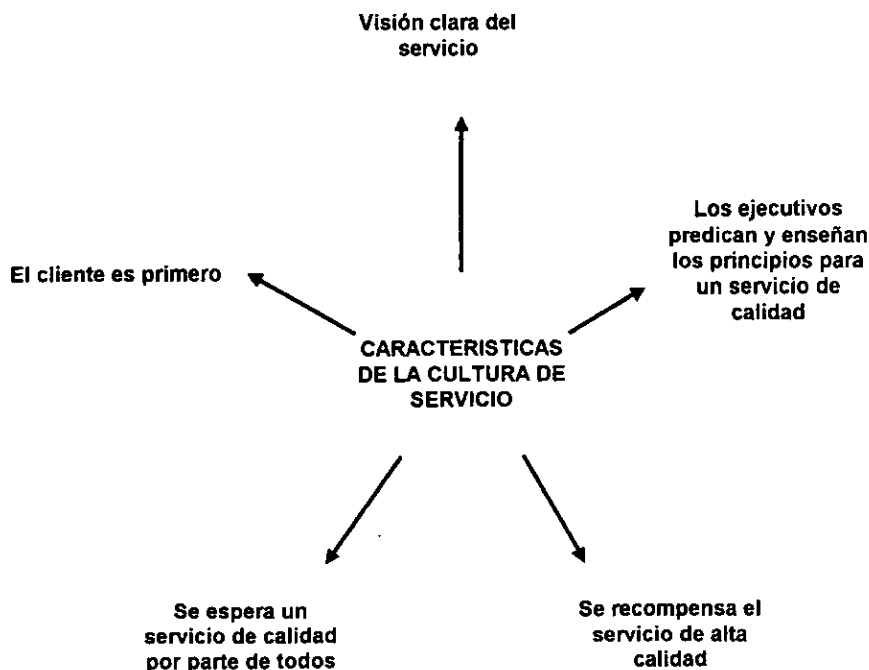 Visión clara del
servicio
Los ejecutivos
predican y enseñan
los principios para
un servicio de
calidad
El cliente es primero
CARACTERISTICAS
DE LA CULTURA DE
SERVICIO
Se espera un
servicio de calidad
por parte de todos
Se recompensa el
servicio de alta
calidad